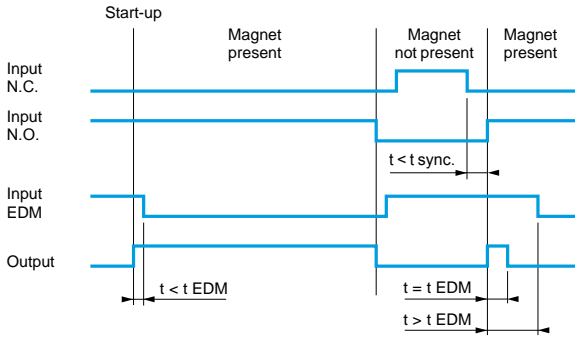 Start-up
Magnet
present
Magnet
not present
Magnet
present
Input
N.C.
Input
N.O.
t < t sync.
Input
EDM
Output
t < t EDM
t = t EDM
t > t EDM